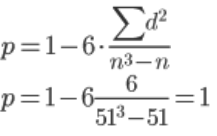 p = 1 − 6 · ∑d² / (n³ − n)
p = 1 − 6 6 / (51³ − 51) = 1